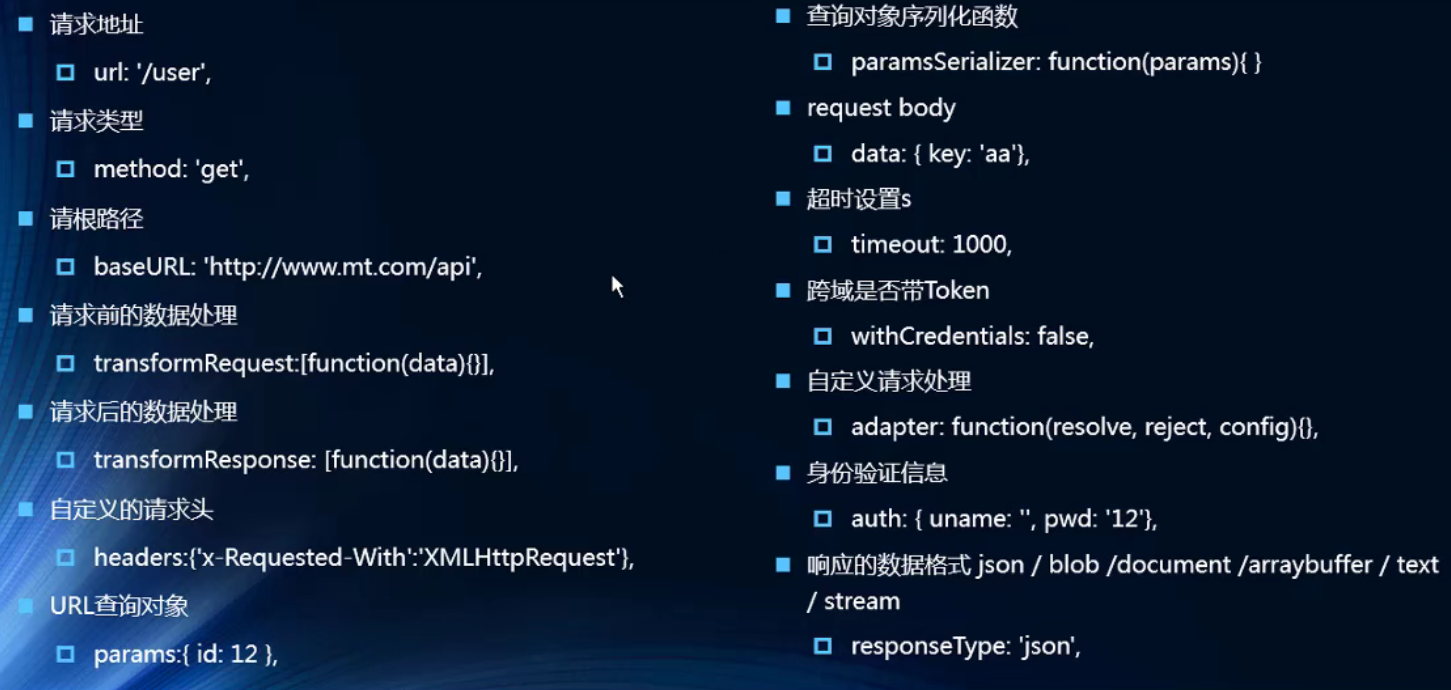 请求地址
url: '/user',
请求类型
method: 'get',
请根路径
baseURL: 'http://www.mt.com/api',
请求前的数据处理
transformRequest:[function(data){}],
请求后的数据处理
transformResponse: [function(data){}],
自定义的请求头
headers:{'x-Requested-With':'XMLHttpRequest'},
URL查询对象
params:{ id: 12 },
查询对象序列化函数
paramsSerializer: function(params){ }
request body
data: { key: 'aa'},
超时设置s
timeout: 1000,
跨域是否带Token
withCredentials: false,
自定义请求处理
adapter: function(resolve, reject, config){},
身份验证信息
auth: { uname: '', pwd: '12'},
响应的数据格式 json / blob /document /arraybuffer / text
/ stream
responseType: 'json',